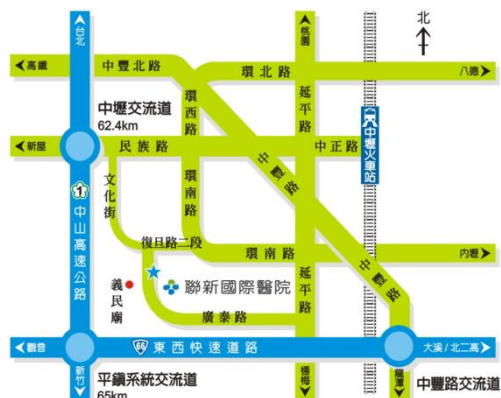 台北
桃園
北
高鐵
中豐北路
環北路
八德
中壢交流道
62.4km
環西路
延平路
中壢火車站
新屋
民族路
中豐路
中正路
文化街
環南路
1
中山高速公路
復旦路二段
環南路
中豐路
內壢
義民廟
聯新國際醫院
延平路
廣泰路
觀音
66
東西快速道路
大溪/北二高
新竹
平鎮系統交流道
65km
楊梅
龍潭
中豐路交流道